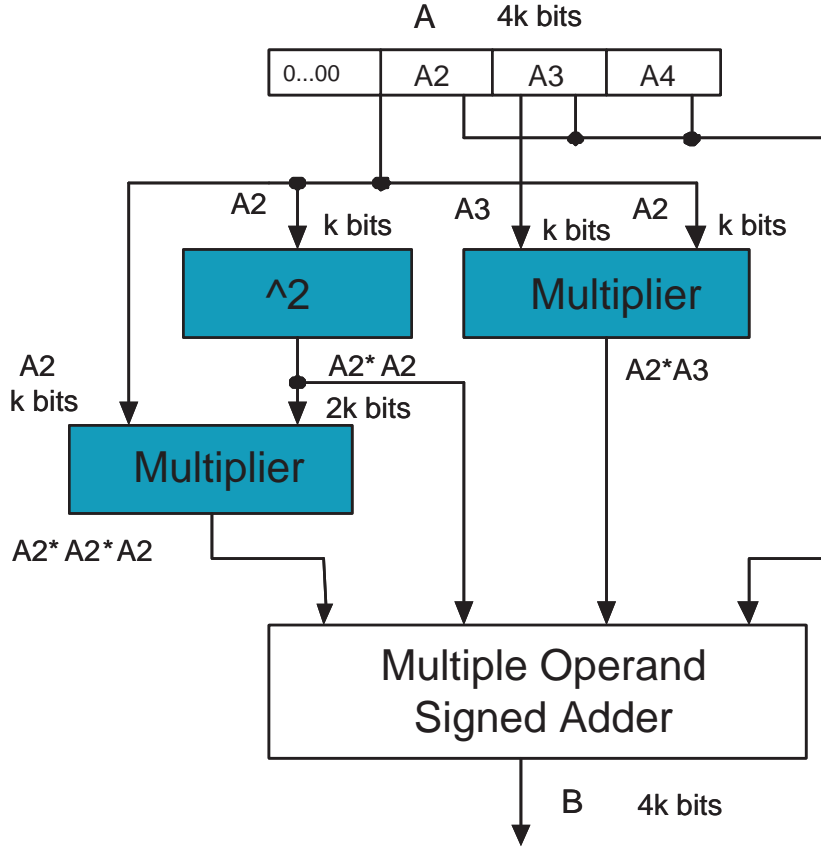 A 4k bits
0...00 A2 A3 A4
A2 A3 A2
k bits k bits k bits
^2 Multiplier
A2 A2* A2 A2*A3
k bits 2k bits
Multiplier
A2* A2* A2
Multiple Operand
Signed Adder
B 4k bits